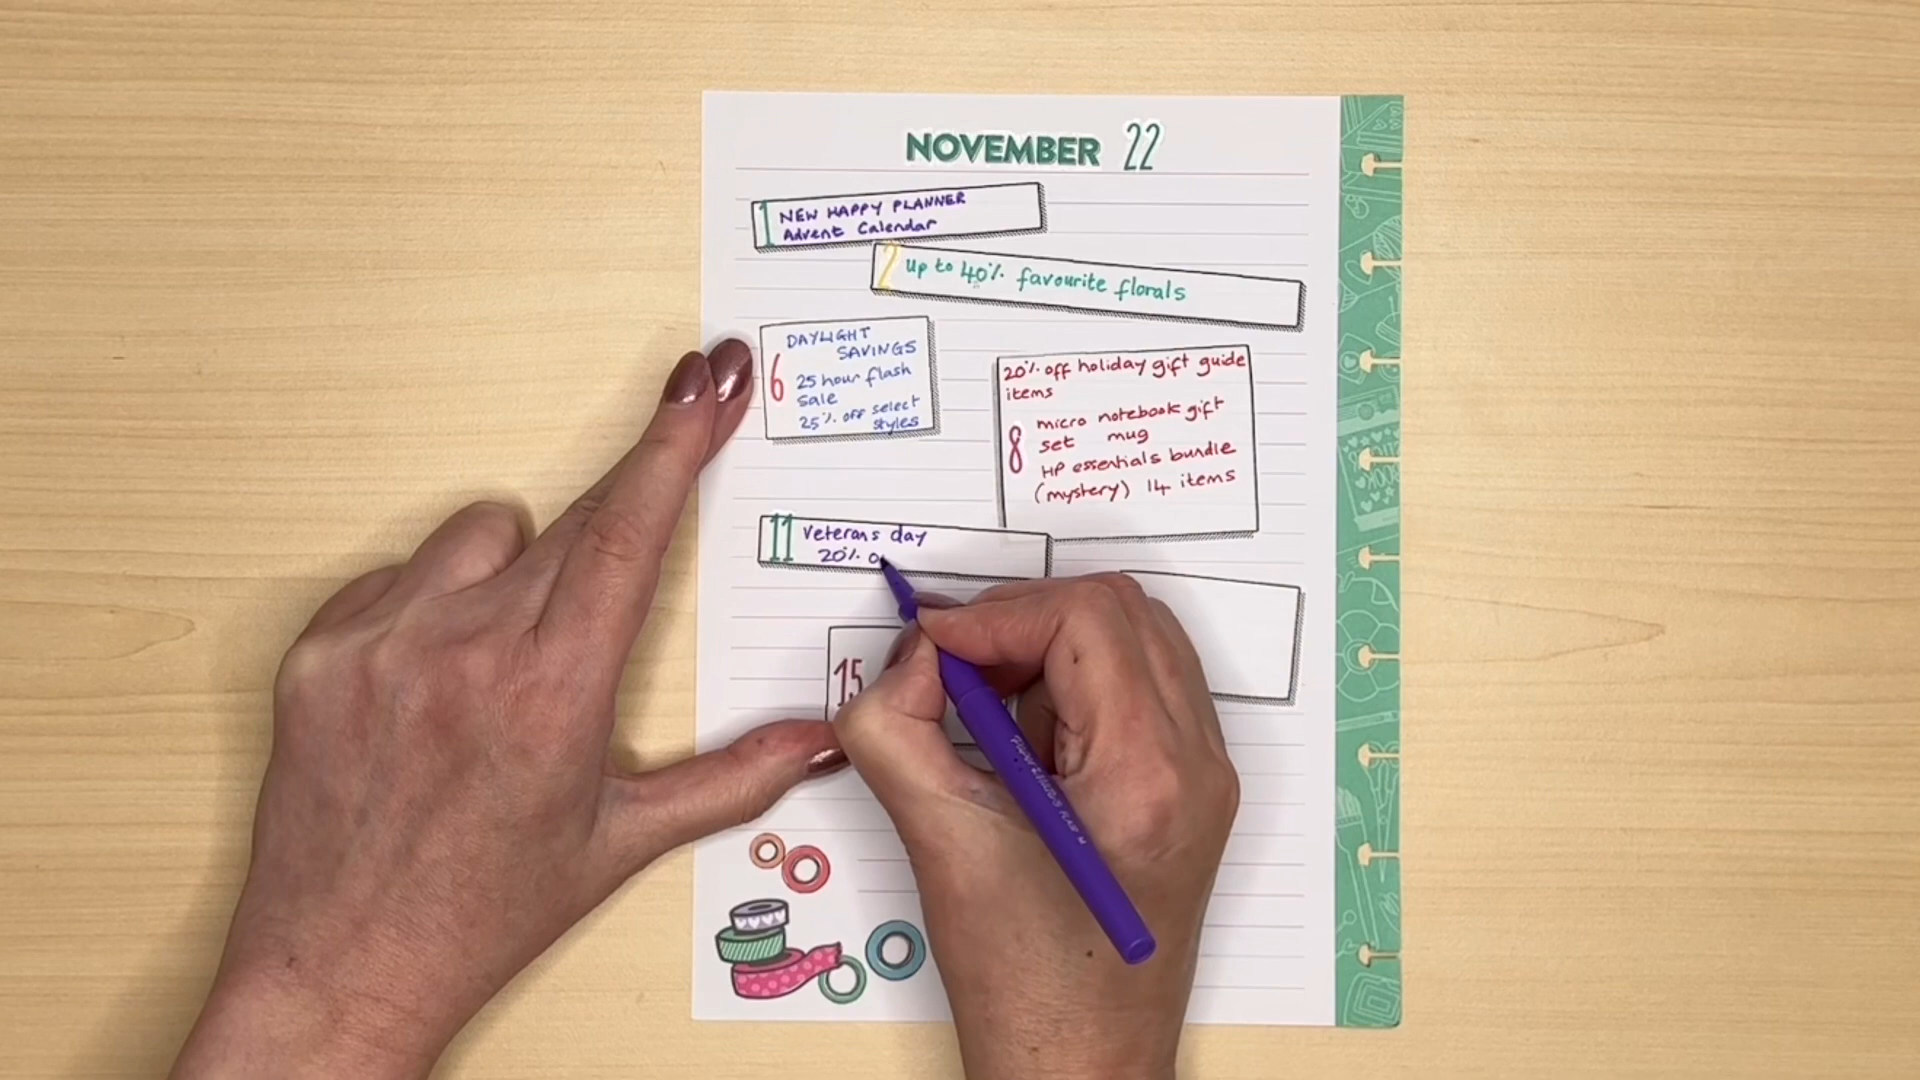 NOVEMBER 22
1 NEW HAPPY PLANNER
Advent Calendar
2 Up to 40% favourite florals
DAYLIGHT
SAVINGS
6 25 hour flash
sale
25% off select
styles
20% off holiday gift guide
items
8 micro notebook gift
set mug
HP essentials bundle
(mystery) 14 items
11 Veterans day
20% o
15